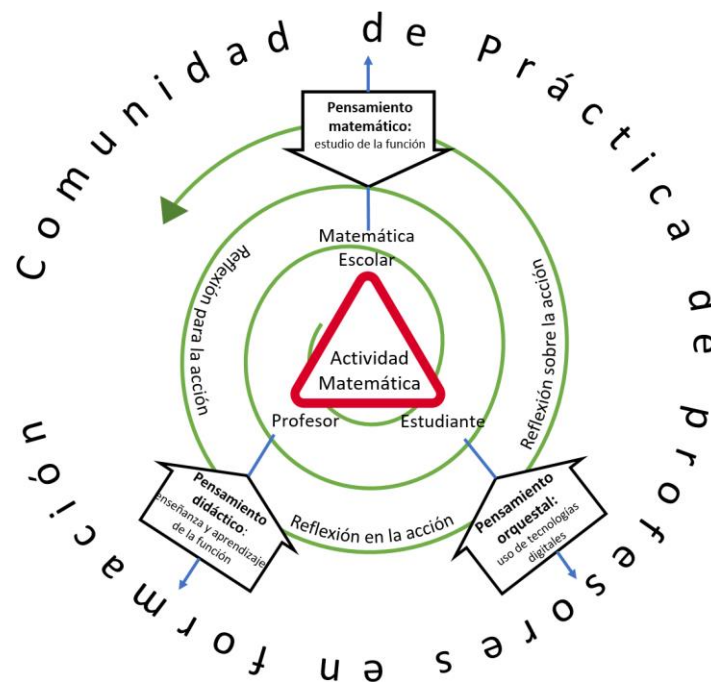 Comunidad de Práctica de profesores en formación
Pensamiento
matemático:
estudio de la función
Matemática
Escolar
Reflexión para la acción
Reflexión sobre la acción
Actividad
Matemática
Profesor
Estudiante
Pensamiento
didáctico:
enseñanza y aprendizaje
de la función
Reflexión en la acción
Pensamiento
orquestal:
uso de tecnologías
digitales